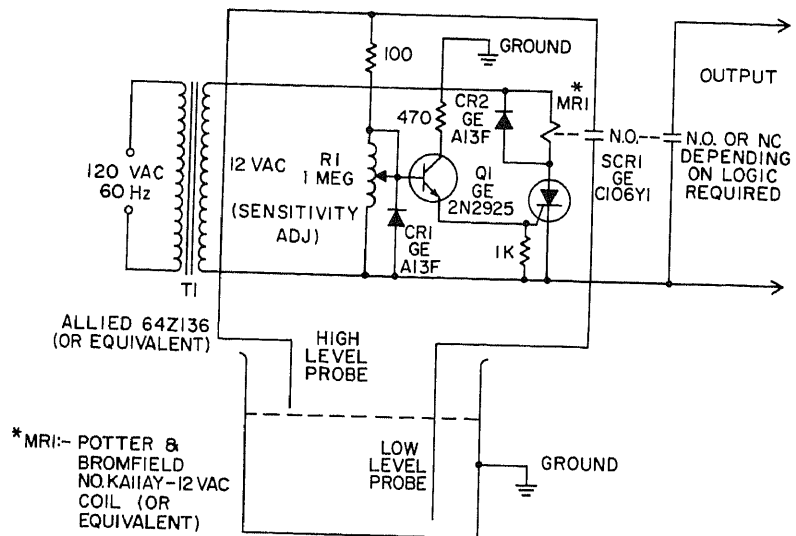 GROUND
100
OUTPUT
*
MR1
CR2
GE
A13F
470
N.O.
N.O. OR NC
DEPENDING
ON LOGIC
REQUIRED
120 VAC
60 Hz
12 VAC
R1
1 MEG
(SENSITIVITY
ADJ)
Q1
GE
2N2925
SCR1
GE
C106Y1
CR1
GE
A13F
1K
T1
ALLIED 64Z136
(OR EQUIVALENT)
HIGH
LEVEL
PROBE
LOW
LEVEL
PROBE
GROUND
*MR1:- POTTER &
BROMFIELD
NO. KA11AY-12 VAC
COIL (OR
EQUIVALENT)